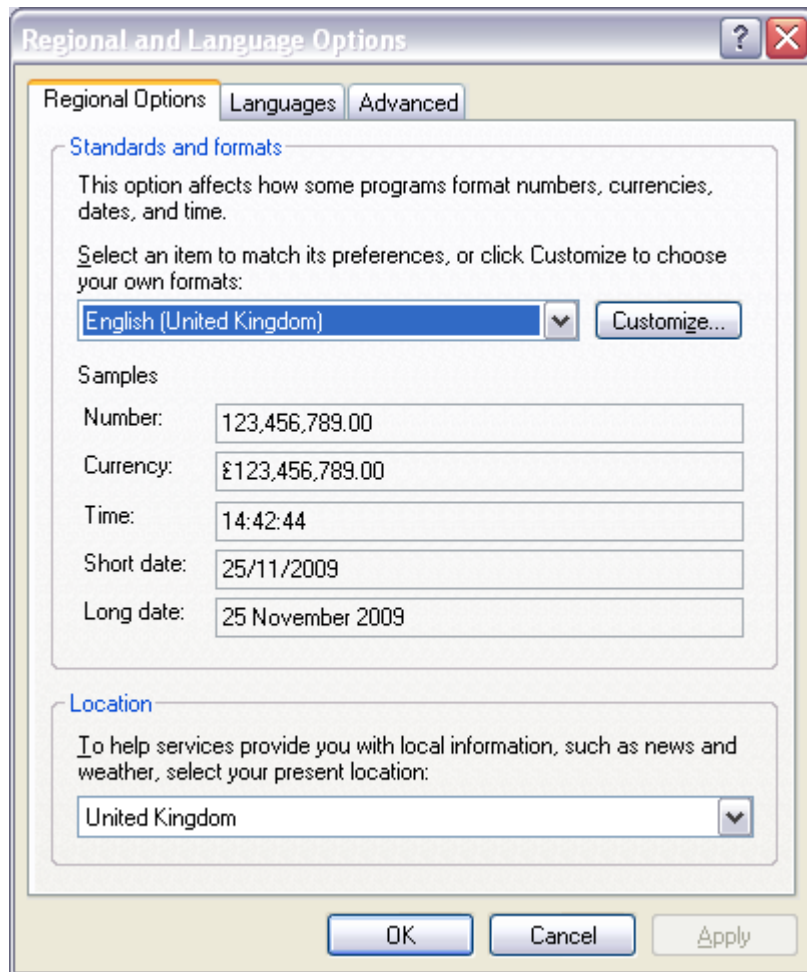 Regional and Language Options
Regional Options Languages Advanced
Standards and formats
This option affects how some programs format numbers, currencies,
dates, and time.
Select an item to match its preferences, or click Customize to choose
your own formats:
English (United Kingdom) Customize...
Samples
Number: 123,456,789.00
Currency: £123,456,789.00
Time: 14:42:44
Short date: 25/11/2009
Long date: 25 November 2009
Location
To help services provide you with local information, such as news and
weather, select your present location:
United Kingdom
OK Cancel Apply